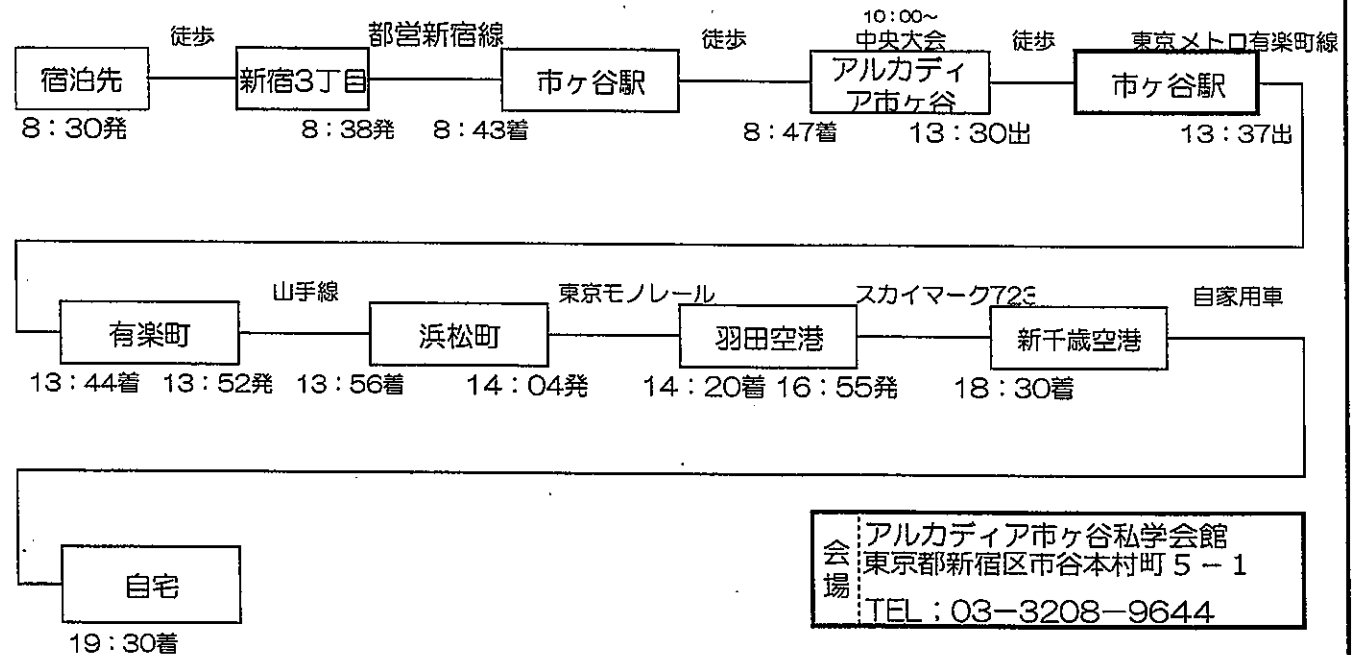 徒歩
都営新宿線
徒歩
10:00~
中央大会
徒歩
東京メトロ有楽町線
宿泊先
新宿3丁目
市ヶ谷駅
アルカディ
ア市ヶ谷
市ヶ谷駅
8:30発
8:38発
8:43着
8:47着
13:30出
13:37出
山手線
東京モノレール
スカイマーク723
自家用車
有楽町
浜松町
羽田空港
新千歳空港
13:44着
13:52発
13:56着
14:04発
14:20着
16:55発
18:30着
自宅
19:30着
会場
アルカディア市ヶ谷私学会館
東京都新宿区市谷本村町5-1
TEL;03-3208-9644